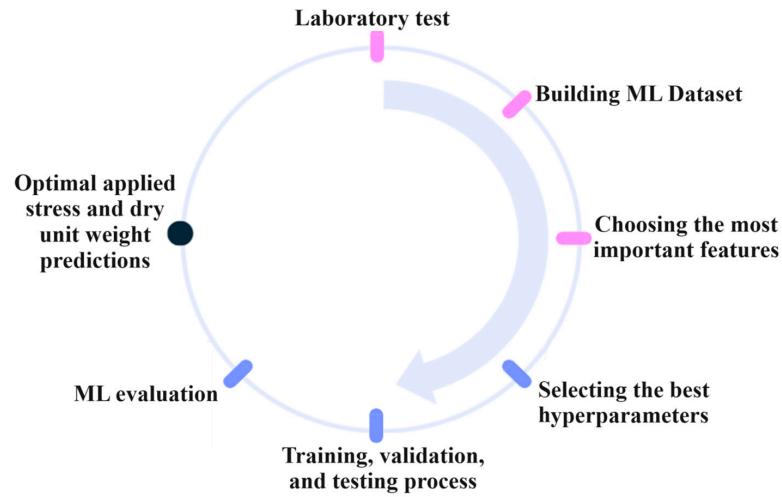 Laboratory test
Building ML Dataset
Choosing the most
important features
Selecting the best
hyperparameters
Training, validation,
and testing process
ML evaluation
Optimal applied
stress and dry
unit weight
predictions